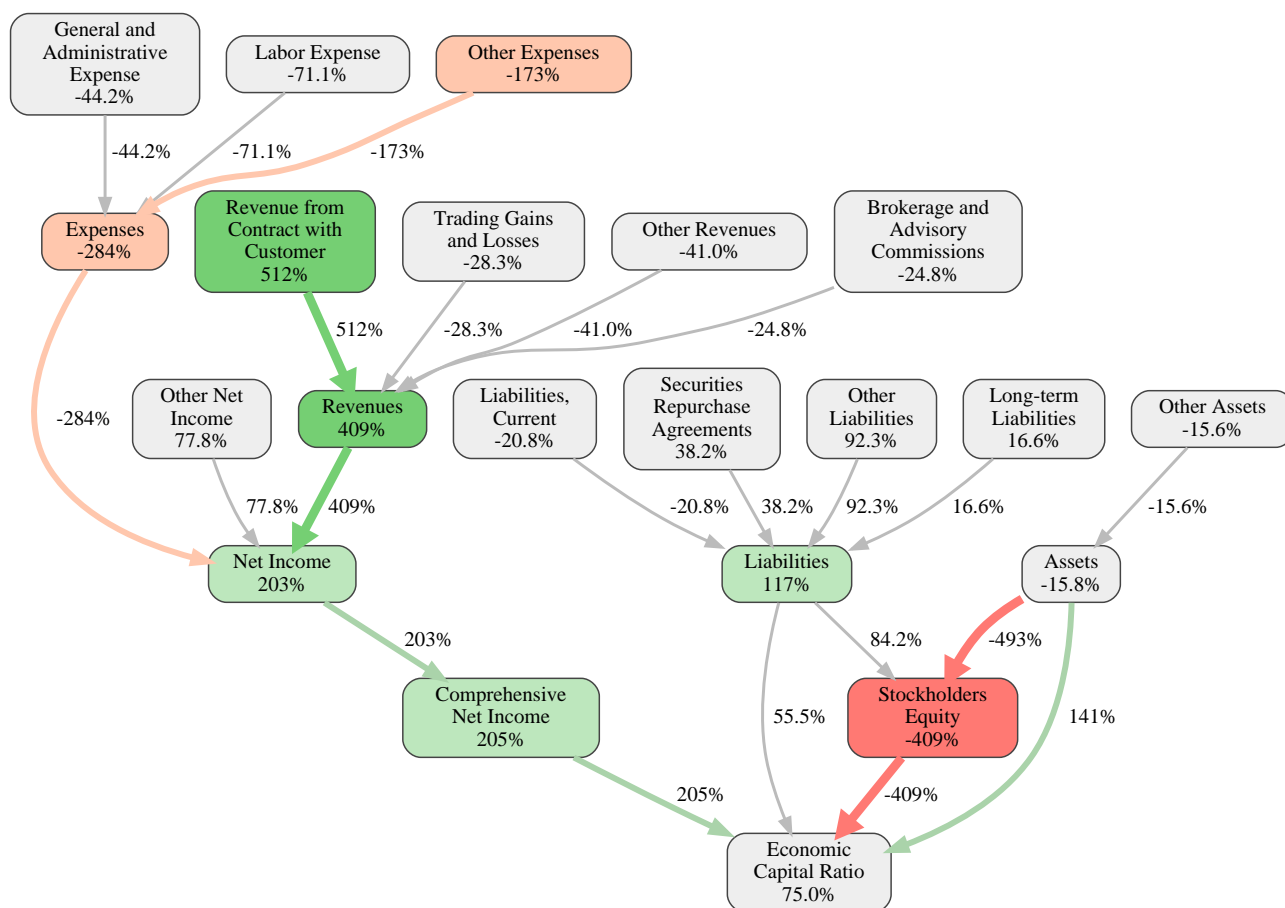 General and
Administrative
Expense
-44.2%
Labor Expense
-71.1%
Other Expenses
-173%
-44.2%
-71.1%
-173%
Expenses
-284%
Revenue from
Contract with
Customer
512%
Trading Gains
and Losses
-28.3%
Other Revenues
-41.0%
Brokerage and
Advisory
Commissions
-24.8%
512%
-28.3%
-41.0%
-24.8%
-284%
Other Net
Income
77.8%
Revenues
409%
Liabilities,
Current
-20.8%
Securities
Repurchase
Agreements
38.2%
Other
Liabilities
92.3%
Long-term
Liabilities
16.6%
Other Assets
-15.6%
77.8%
409%
-20.8%
38.2%
92.3%
16.6%
-15.6%
Net Income
203%
Liabilities
117%
Assets
-15.8%
203%
84.2%
-493%
Comprehensive
Net Income
205%
55.5%
Stockholders
Equity
-409%
141%
205%
-409%
Economic
Capital Ratio
75.0%